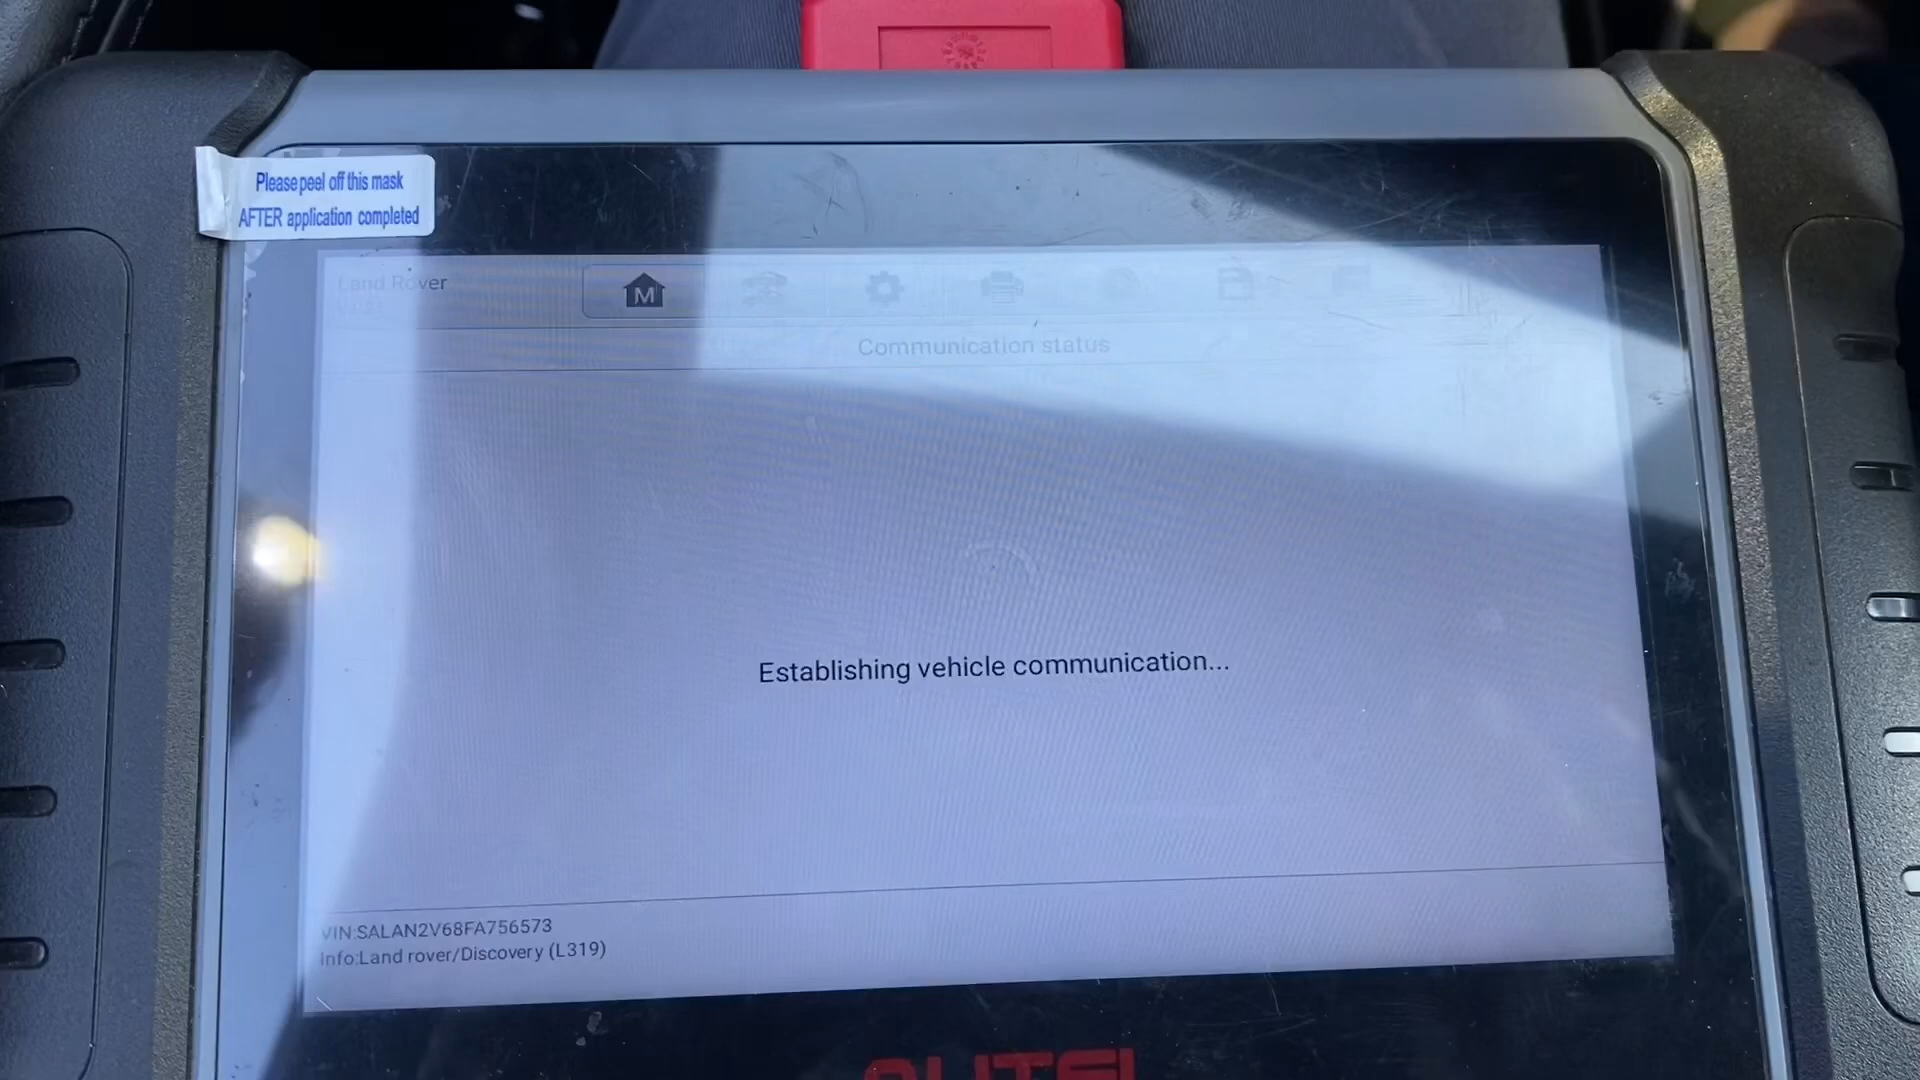 Please peel off this mask
AFTER application completed
Land Rover
M
Communication status
Establishing vehicle communication...
VIN:SALAN2V68FA756573
Info:Land rover/Discovery (L319)
AUTEL